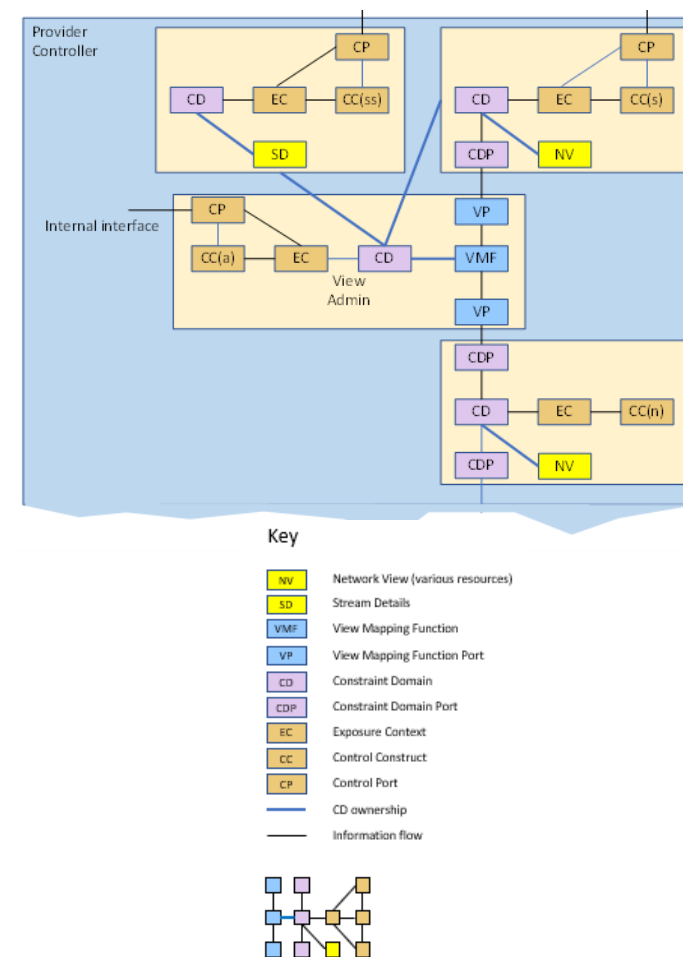 Provider
Controller
CP
CP
CD
EC
CC(ss)
CD
EC
CC(s)
SD
CDP
NV
CP
VP
Internal interface
CC(a)
EC
CD
VMF
View
Admin
VP
CDP
CD
EC
CC(n)
CDP
NV
Key
NV Network View (various resources)
SD Stream Details
VMF View Mapping Function
VP View Mapping Function Port
CD Constraint Domain
CDP Constraint Domain Port
EC Exposure Context
CC Control Construct
CP Control Port
CD ownership
Information flow